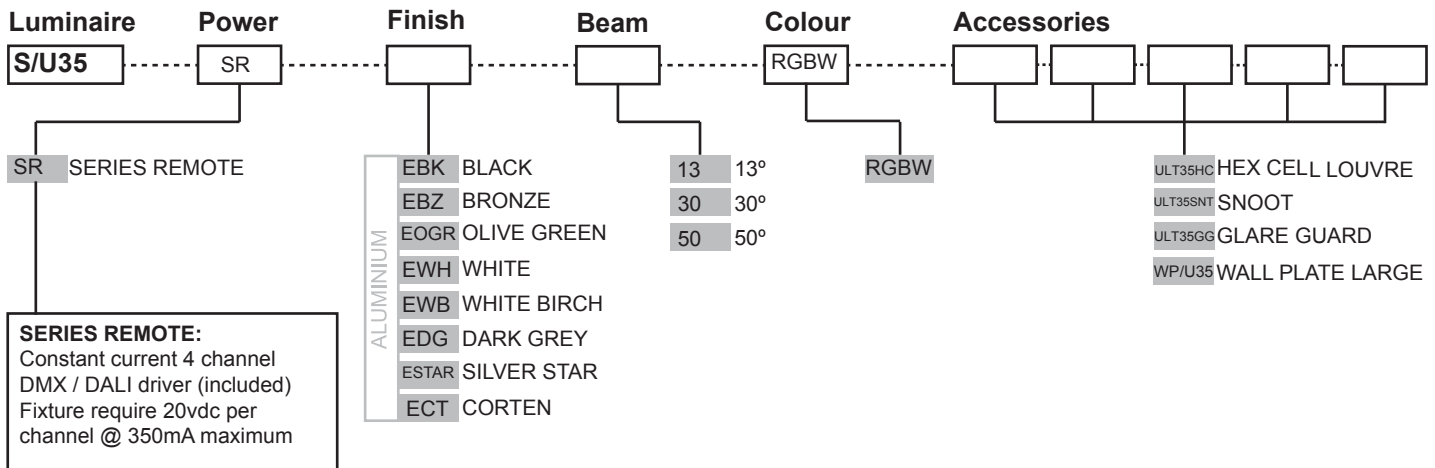 Luminaire Power Finish Beam Colour Accessories
S/U35 SR RGBW
SR SERIES REMOTE
ALUMINIUM
EBK BLACK
EBZ BRONZE
EOGR OLIVE GREEN
EWH WHITE
EWB WHITE BIRCH
EDG DARK GREY
ESTAR SILVER STAR
ECT CORTEN
13 13º
30 30º
50 50º
RGBW
ULT35HC HEX CELL LOUVRE
ULT35SNT SNOOT
ULT35GG GLARE GUARD
WP/U35 WALL PLATE LARGE
SERIES REMOTE:
Constant current 4 channel
DMX / DALI driver (included)
Fixture require 20vdc per
channel @ 350mA maximum